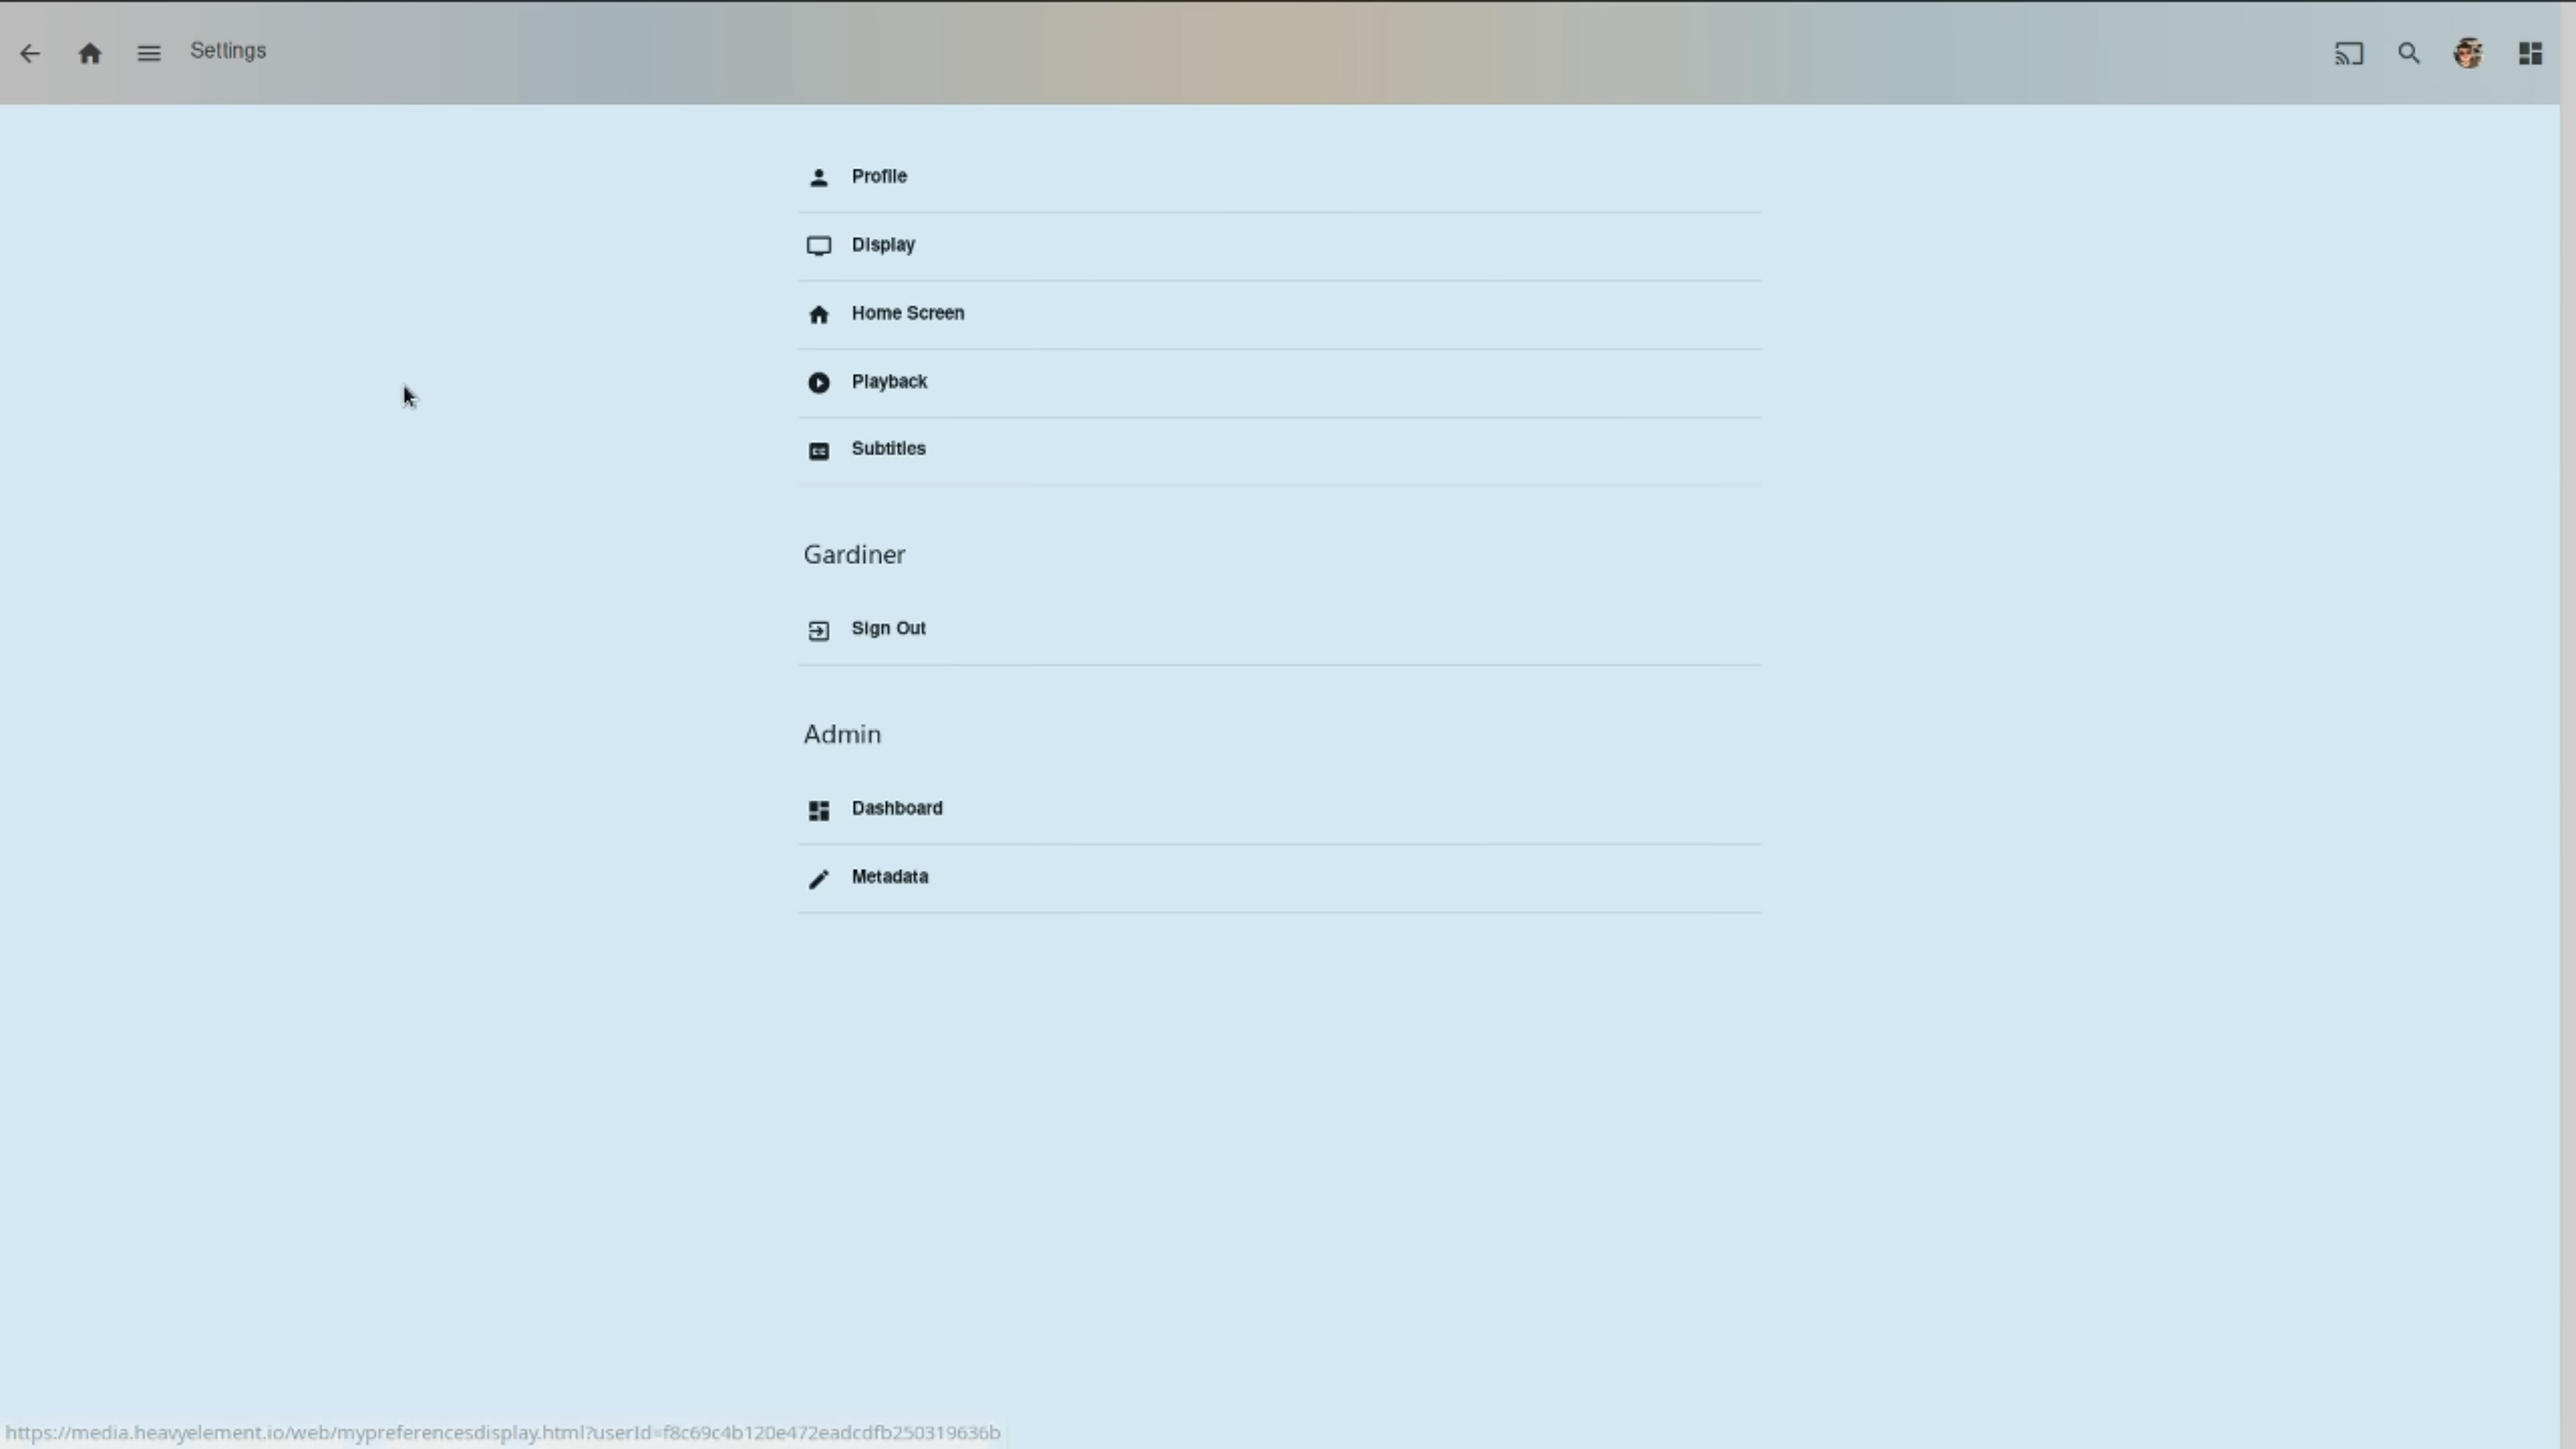 Settings
Profile
Display
Home Screen
Playback
CC
Subtitles
Gardiner
Sign Out
Admin
Dashboard
Metadata
https://media.heavyelement.io/web/mypreferencesdisplay.html?userId=f8c69c4b120e472eadcdfb250319636b